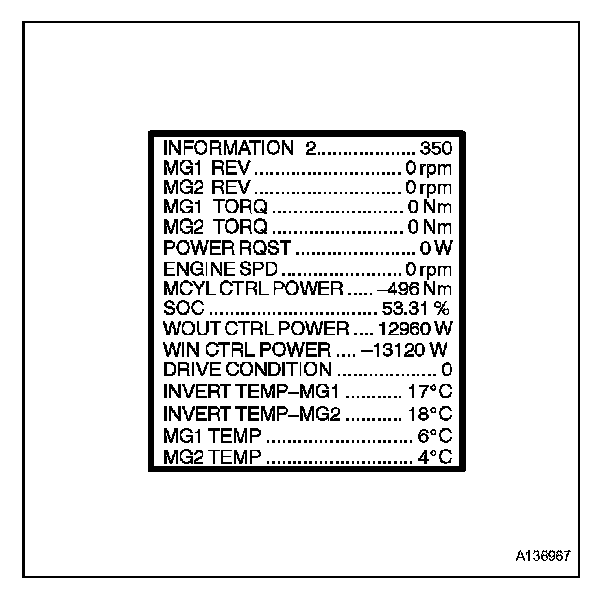 INFORMATION 2................... 350
MG1 REV ............................ 0 rpm
MG2 REV ............................ 0 rpm
MG1 TORQ ......................... 0 Nm
MG2 TORQ ......................... 0 Nm
POWER RQST ....................... 0 W
ENGINE SPD ....................... 0 rpm
MCYL CTRL POWER ..... –496 Nm
SOC ................................ 53.31 %
WOUT CTRL POWER .... 12960 W
WIN CTRL POWER .... –13120 W
DRIVE CONDITION ................... 0
INVERT TEMP–MG1 ........... 17°C
INVERT TEMP–MG2 ........... 18°C
MG1 TEMP ............................ 6°C
MG2 TEMP ............................ 4°C
A136967